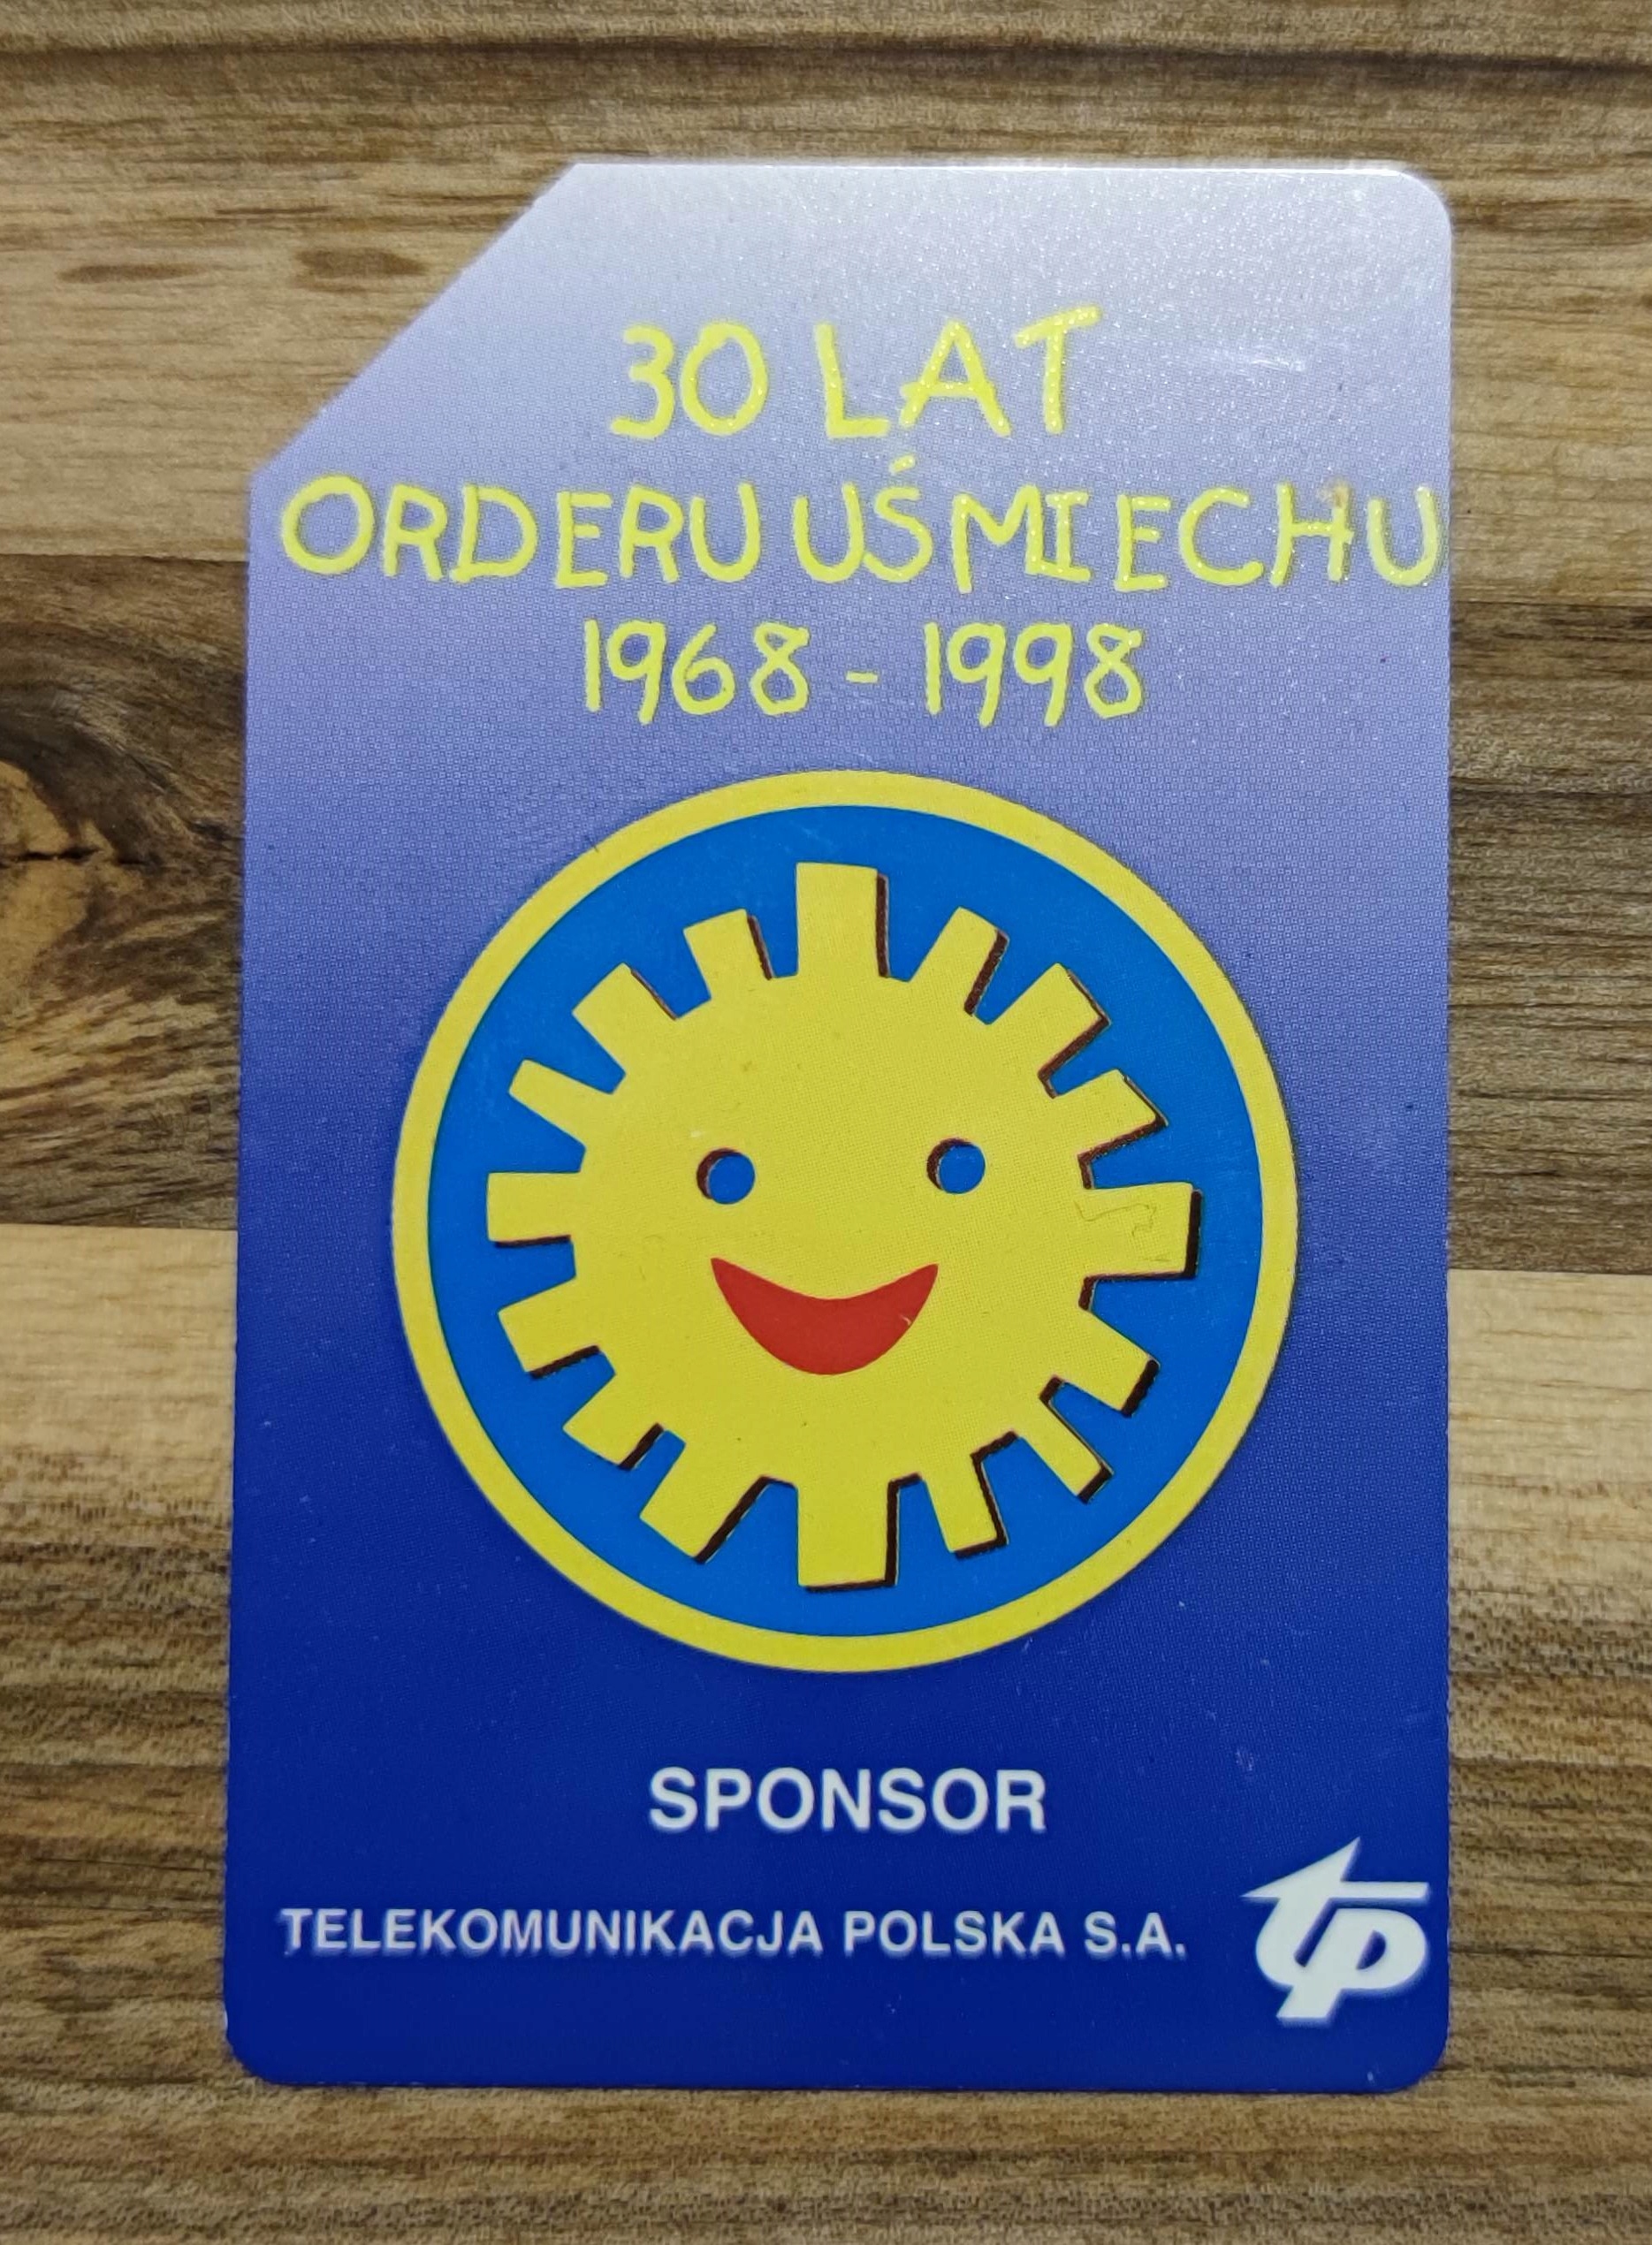 30 LAT
ORDERU UŚMIECHU
1968 - 1998
SPONSOR
TELEKOMUNIKACJA POLSKA S.A.
tp